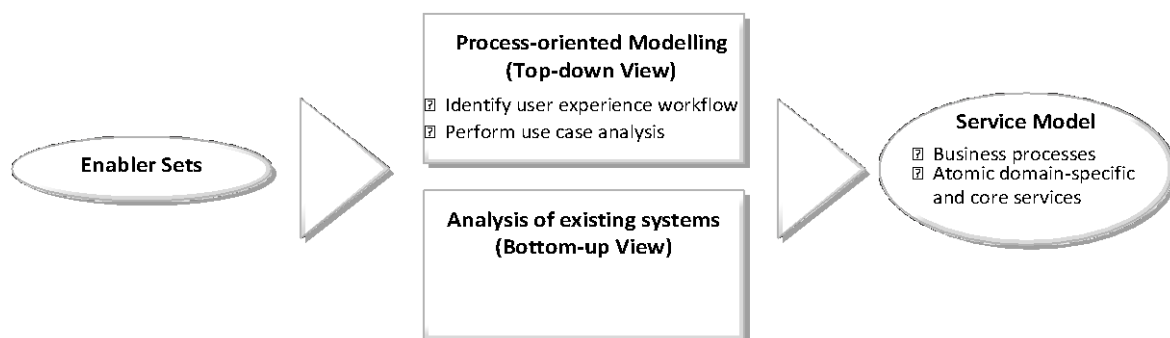 Enabler Sets
Process-oriented Modelling
(Top-down View)
Identify user experience workflow
Perform use case analysis
Analysis of existing systems
(Bottom-up View)
Service Model
Business processes
Atomic domain-specific
and core services